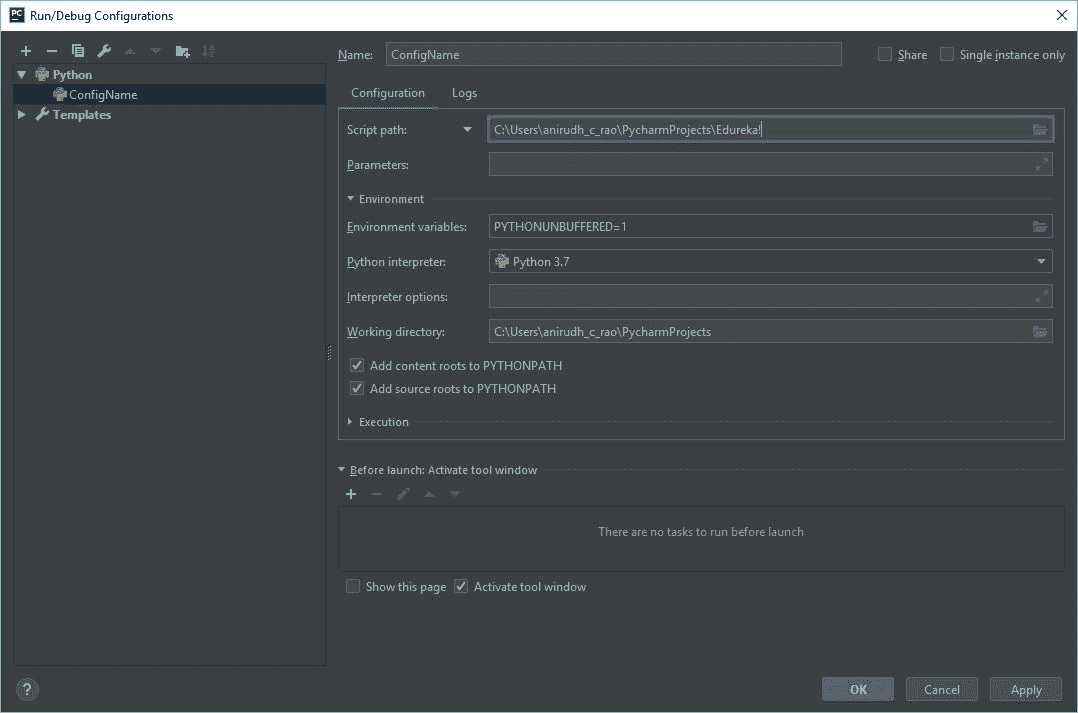 PC Run/Debug Configurations
Name: ConfigName Share Single instance only
Python
ConfigName
Templates
Configuration Logs
Script path: C:\Users\anirudh_c_rao\PycharmProjects\Edureka!
Parameters:
Environment
Environment variables: PYTHONUNBUFFERED=1
Python interpreter: Python 3.7
Interpreter options:
Working directory: C:\Users\anirudh_c_rao\PycharmProjects
Add content roots to PYTHONPATH
Add source roots to PYTHONPATH
Execution
Before launch: Activate tool window
There are no tasks to run before launch
Show this page Activate tool window
? OK Cancel Apply